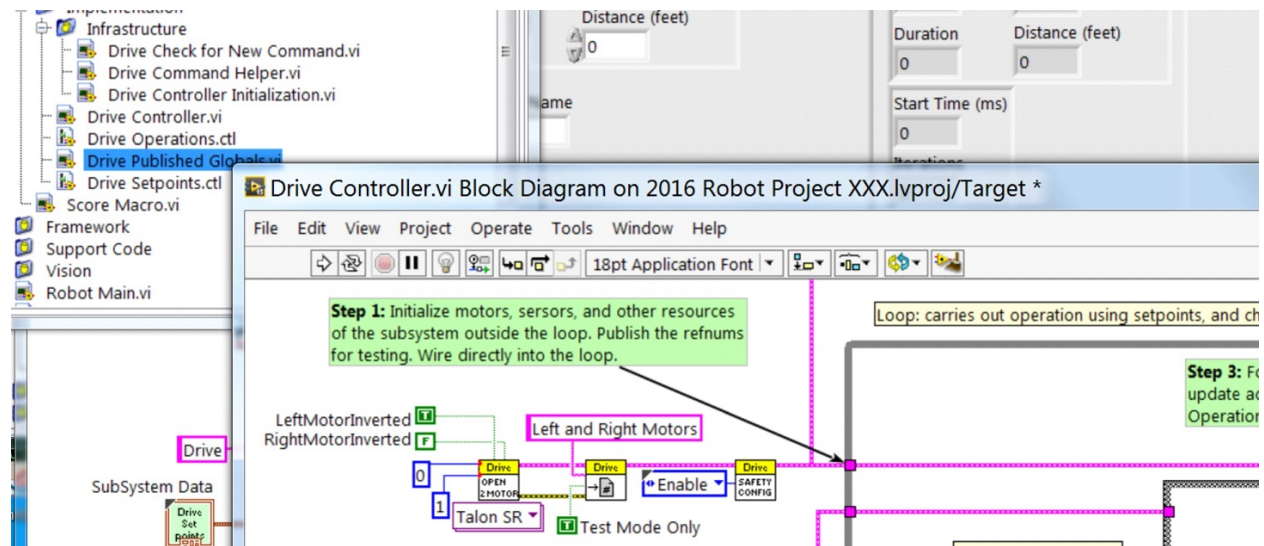 Implementation
Infrastructure
Drive Check for New Command.vi
Drive Command Helper.vi
Drive Controller Initialization.vi
Drive Controller.vi
Drive Operations.ctl
Drive Published Globals.vi
Drive Setpoints.ctl
Score Macro.vi
Framework
Support Code
Vision
Robot Main.vi
Distance (feet)
0
ame
Duration
Distance (feet)
0
0
Start Time (ms)
0
Iterations
Drive Controller.vi Block Diagram on 2016 Robot Project XXX.lvproj/Target *
File Edit View Project Operate Tools Window Help
18pt Application Font
Step 1: Initialize motors, sersors, and other resources
of the subsystem outside the loop. Publish the refnums
for testing. Wire directly into the loop.
Loop: carries out operation using setpoints, and ch
Step 3: Fo
update ac
Operation
LeftMotorInverted T
RightMotorInverted F
Left and Right Motors
0
1
Drive
OPEN
2 MOTOR
Talon SR
Drive
#
T Test Mode Only
Enable
Drive
SAFETY
CONFIG
Drive
SubSystem Data
Drive
Set
points